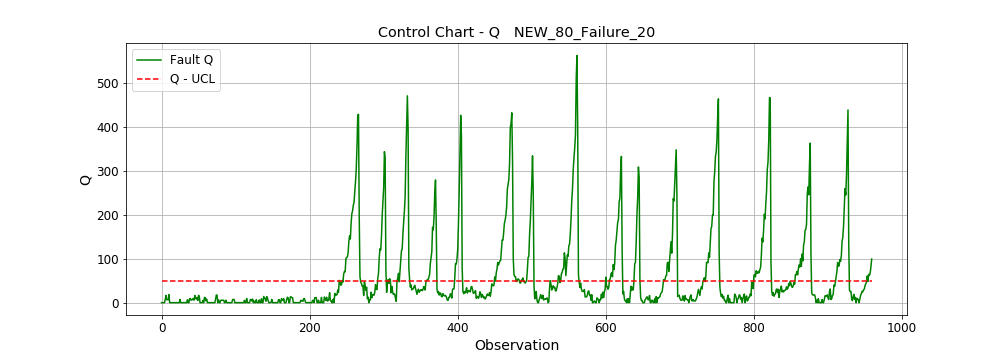 Control Chart - Q   NEW_80_Failure_20
Fault Q
Q - UCL
500
400
300
200
100
0
Q
0 200 400 600 800 1000
Observation